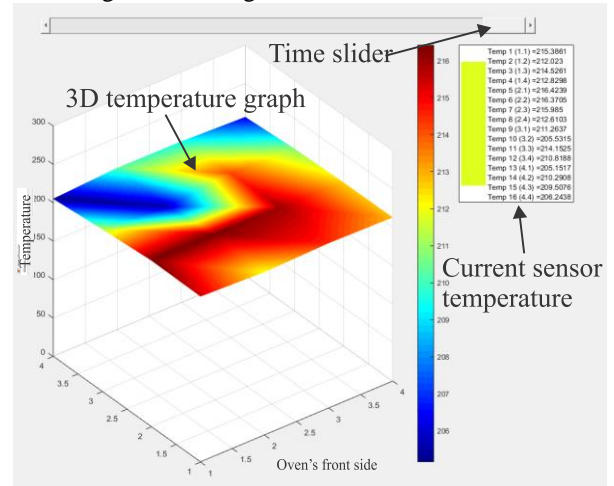 Time slider
3D temperature graph
Current sensor
temperature
Temp 1 (1.1) =215.3861
Temp 2 (1.2) =212.023
Temp 3 (1.3) =214.5261
Temp 4 (1.4) =212.8298
Temp 5 (2.1) =216.4239
Temp 6 (2.2) =216.3705
Temp 7 (2.3) =215.985
Temp 8 (2.4) =212.6103
Temp 9 (3.1) =211.2637
Temp 10 (3.2) =205.5315
Temp 11 (3.3) =214.1525
Temp 12 (3.4) =210.8188
Temp 13 (4.1) =205.1517
Temp 14 (4.2) =210.2908
Temp 15 (4.3) =209.5076
Temp 16 (4.4) =206.2438
216
215
214
213
212
211
210
209
208
207
206
Temperature
300
250
200
150
100
50
0
4
3.5
3
2.5
2
1.5
1
1
1.5
2
2.5
3
3.5
4
Oven's front side